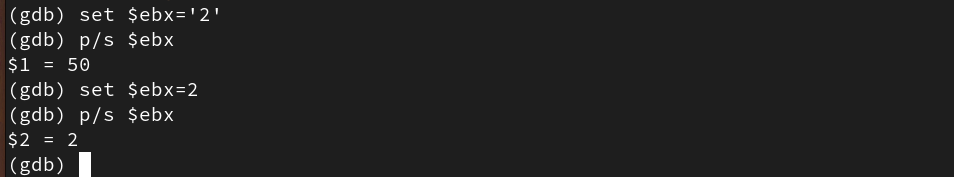 (gdb) set $ebx='2'
(gdb) p/s $ebx
$1 = 50
(gdb) set $ebx=2
(gdb) p/s $ebx
$2 = 2
(gdb)